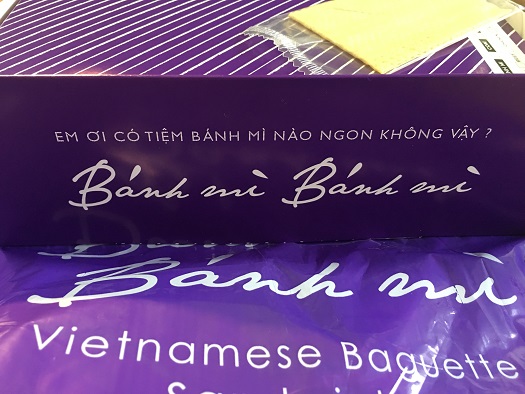 EM ƠI CÓ TIỆM BÁNH MÌ NÀO NGON KHÔNG VẬY ?
Bánh mì Bánh mì
Bánh mì
Vietnamese Baguette